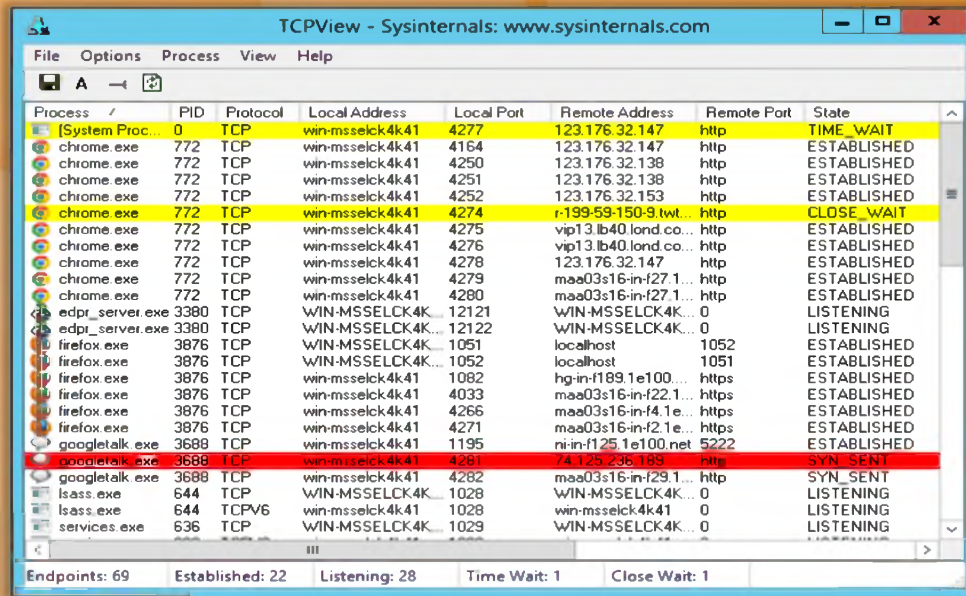 TCPView - Sysinternals: www.sysinternals.com
File Options Process View Help
A
Process / PID Protocol Local Address Local Port Remote Address Remote Port State
[System Proc... 0 TCP win-msselck4k41 4277 123.176.32.147 http TIME_WAIT
chrome.exe 772 TCP win-msselck4k41 4164 123.176.32.147 http ESTABLISHED
chrome.exe 772 TCP win-msselck4k41 4250 123.176.32.138 http ESTABLISHED
chrome.exe 772 TCP win-msselck4k41 4251 123.176.32.138 http ESTABLISHED
chrome.exe 772 TCP win-msselck4k41 4252 123.176.32.153 http ESTABLISHED
chrome.exe 772 TCP win-msselck4k41 4274 r-199-59-150-9.twt... http CLOSE_WAIT
chrome.exe 772 TCP win-msselck4k41 4275 vip13.lb40.lond.co... http ESTABLISHED
chrome.exe 772 TCP win-msselck4k41 4276 vip13.lb40.lond.co... http ESTABLISHED
chrome.exe 772 TCP win-msselck4k41 4278 123.176.32.147 http ESTABLISHED
chrome.exe 772 TCP win-msselck4k41 4279 maa03s16-in-f27.1... http ESTABLISHED
chrome.exe 772 TCP win-msselck4k41 4280 maa03s16-in-f27.1... http ESTABLISHED
edpr_server.exe 3380 TCP WIN-MSSELCK4K... 12121 WIN-MSSELCK4K... 0 LISTENING
edpr_server.exe 3380 TCP WIN-MSSELCK4K... 12122 WIN-MSSELCK4K... 0 LISTENING
firefox.exe 3876 TCP WIN-MSSELCK4K... 1051 localhost 1052 ESTABLISHED
firefox.exe 3876 TCP WIN-MSSELCK4K... 1052 localhost 1051 ESTABLISHED
firefox.exe 3876 TCP win-msselck4k41 1082 hg-in-f189.1e100.... https ESTABLISHED
firefox.exe 3876 TCP win-msselck4k41 4033 maa03s16-in-f22.1... https ESTABLISHED
firefox.exe 3876 TCP win-msselck4k41 4266 maa03s16-in-f4.1e... https ESTABLISHED
firefox.exe 3876 TCP win-msselck4k41 4271 maa03s16-in-f2.1e... https ESTABLISHED
googletalk.exe 3688 TCP win-msselck4k41 1195 ni-in-f125.1e100.net 5222 ESTABLISHED
googletalk.exe 3688 TCP win-msselck4k41 4281 74.125.236.189 http SYN_SENT
googletalk.exe 3688 TCP win-msselck4k41 4282 maa03s16-in-f29.1... http SYN_SENT
lsass.exe 644 TCP WIN-MSSELCK4K... 1028 WIN-MSSELCK4K... 0 LISTENING
lsass.exe 644 TCPV6 win-msselck4k41 1028 win-msselck4k41 0 LISTENING
services.exe 636 TCP WIN-MSSELCK4K... 1029 WIN-MSSELCK4K... 0 LISTENING
Endpoints: 69 Established: 22 Listening: 28 Time Wait: 1 Close Wait: 1